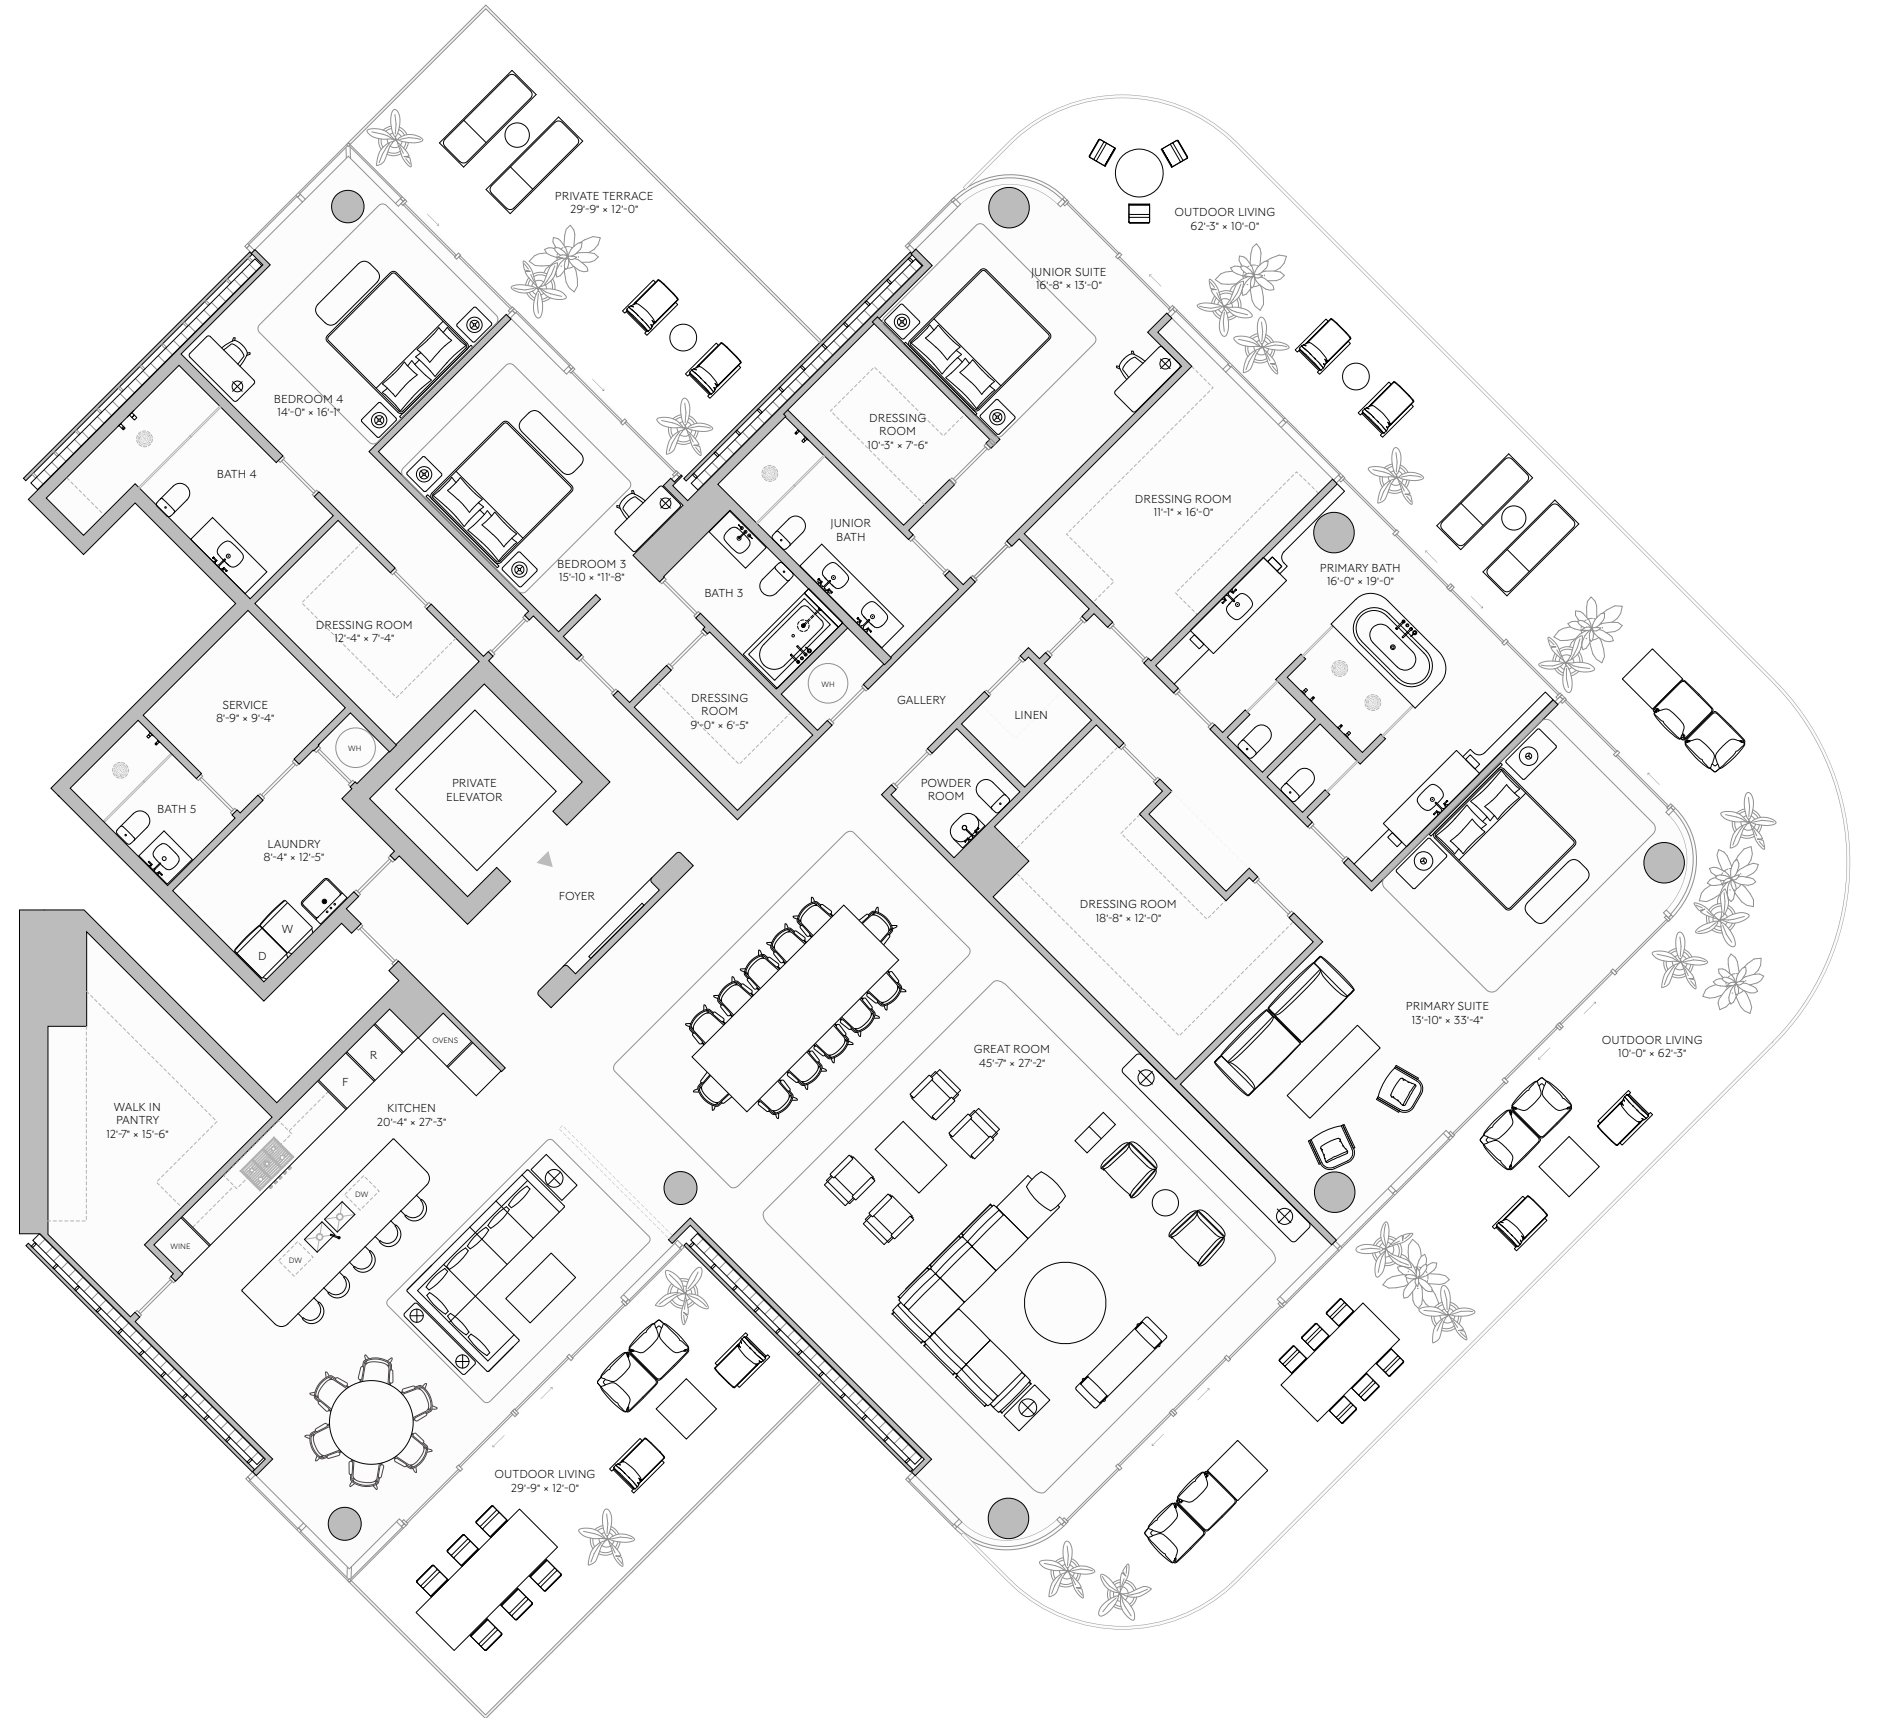 PRIVATE TERRACE
29'-9" × 12'-0"
OUTDOOR LIVING
62'-3" × 10'-0"
JUNIOR SUITE
16'-8" × 13'-0"
BEDROOM 4
14'-0" × 16'-1"
DRESSING
ROOM
10'-3" × 7'-6"
BATH 4
DRESSING ROOM
11'-1" × 16'-0"
JUNIOR
BATH
BEDROOM 3
15'-10 × "11'-8"
PRIMARY BATH
16'-0" × 19'-0"
BATH 3
DRESSING ROOM
12'-4" × 7'-4"
WH
DRESSING
ROOM
9'-0" × 6'-5"
GALLERY
LINEN
SERVICE
8'-9" × 9'-4"
WH
PRIVATE
ELEVATOR
POWDER
ROOM
BATH 5
LAUNDRY
8'-4" × 12'-5"
FOYER
DRESSING ROOM
18'-8" × 12'-0"
W
D
PRIMARY SUITE
13'-10" × 33'-4"
OUTDOOR LIVING
10'-0" × 62'-3"
OVENS
R
F
GREAT ROOM
45'-7" × 27'-2"
WALK IN
PANTRY
12'-7" × 15'-6"
KITCHEN
20'-4" × 27'-3"
DW
DW
WINE
OUTDOOR LIVING
29'-9" × 12'-0"